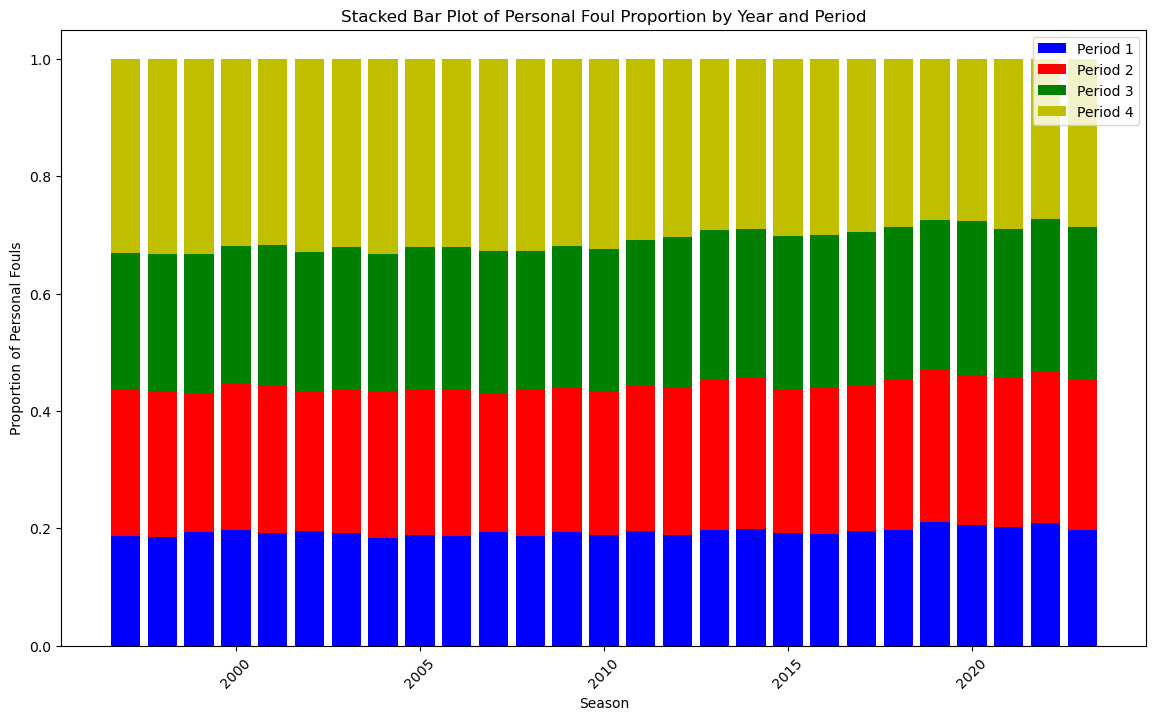 Stacked Bar Plot of Personal Foul Proportion by Year and Period
Period 1
Period 2
Period 3
Period 4
Proportion of Personal Fouls
1.0
0.8
0.6
0.4
0.2
0.0
2000
2005
2010
2015
2020
Season